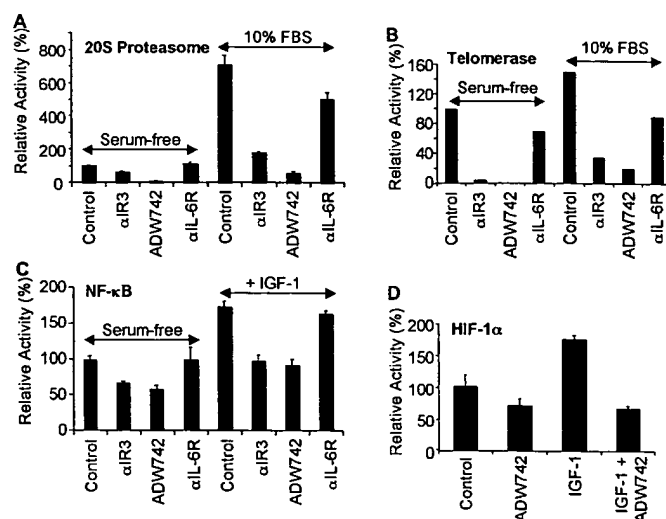 A
20S Proteasome
10% FBS
Serum-free
Relative Activity (%)
800
600
400
200
0
Control
αIR3
ADW742
αIL-6R
Control
αIR3
ADW742
αIL-6R
B
Telomerase
10% FBS
Serum-free
Relative Activity (%)
160
120
80
40
0
Control
αIR3
ADW742
αIL-6R
Control
αIR3
ADW742
αIL-6R
C
NF-κB
+ IGF-1
Serum-free
Relative Activity (%)
200
150
100
50
0
Control
αIR3
ADW742
αIL-6R
Control
αIR3
ADW742
αIL-6R
D
HIF-1α
Relative Activity (%)
200
150
100
50
0
Control
ADW742
IGF-1
IGF-1 +
ADW742